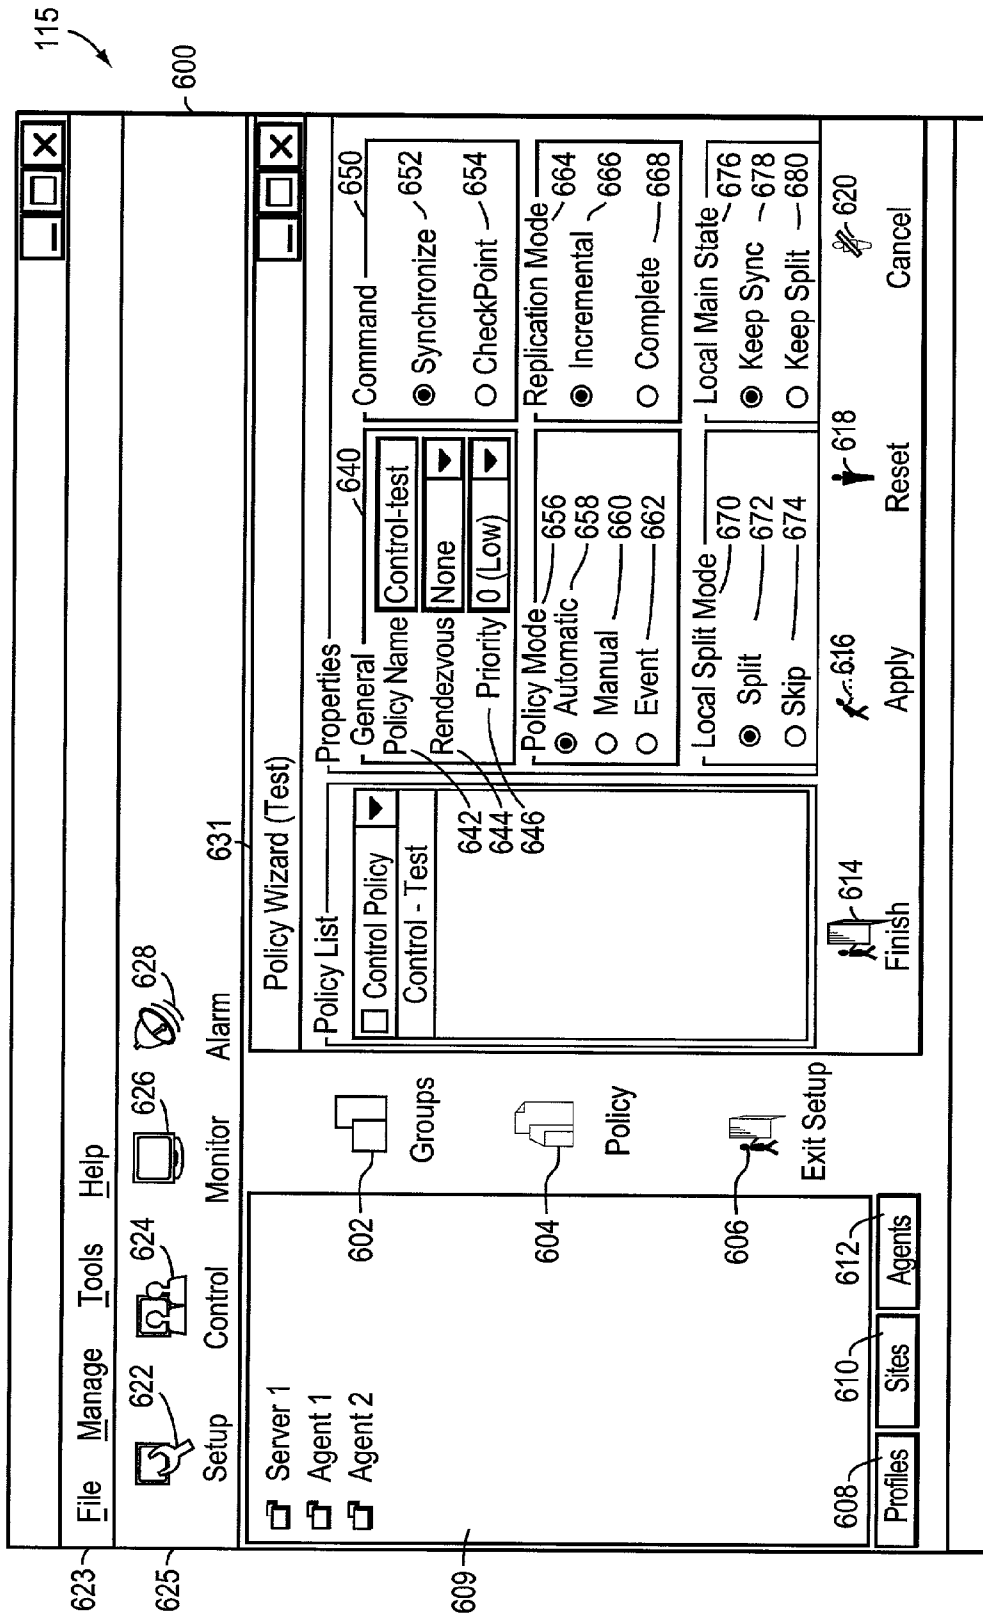 115
600
623
File Manage Tools Help
625
622
624
626
628
Setup
Control
Monitor
Alarm
631
609
Server 1
Agent 1
Agent 2
608
610
612
Profiles
Sites
Agents
602
Groups
604
Policy
606
Exit Setup
Policy Wizard (Test)
Policy List
Control Policy
Control - Test
Properties
General
640
Policy Name Control-test
Rendezvous None
Priority 0 (Low)
642
644
646
Command
650
Synchronize
652
CheckPoint
654
Policy Mode
656
Automatic
658
Manual
660
Event
662
Replication Mode
664
Incremental
666
Complete
668
Local Split Mode
670
Split
672
Skip
674
Local Main State
676
Keep Sync
678
Keep Split
680
614
616
618
620
Finish
Apply
Reset
Cancel